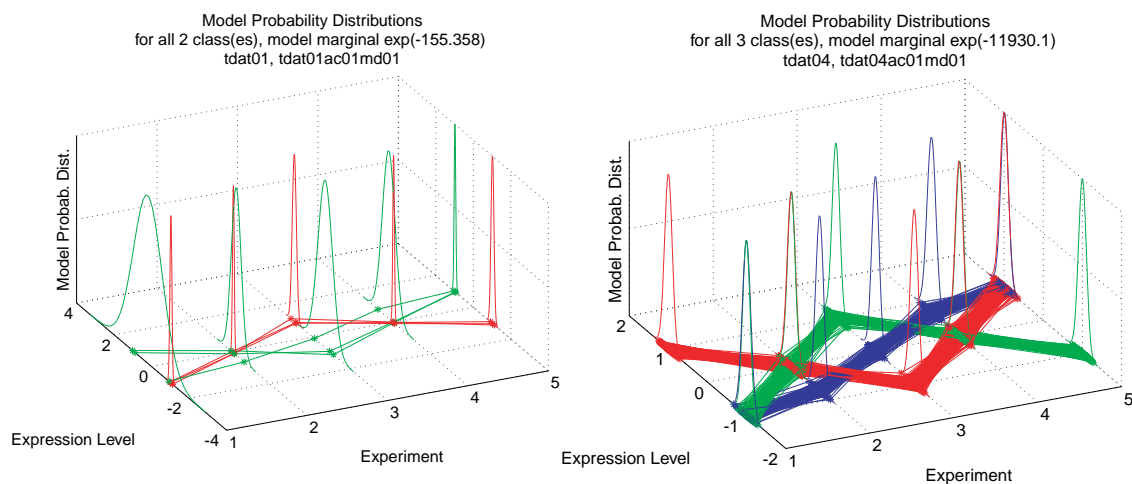 Model Probability Distributions
for all 2 class(es), model marginal exp(-155.358)
tdat01, tdat01ac01md01
Model Probab. Dist.
4
2
0
-2
-4
Expression Level
1
2
3
4
5
Experiment
Model Probability Distributions
for all 3 class(es), model marginal exp(-11930.1)
tdat04, tdat04ac01md01
Model Probab. Dist.
2
1
0
-1
-2
Expression Level
1
2
3
4
5
Experiment